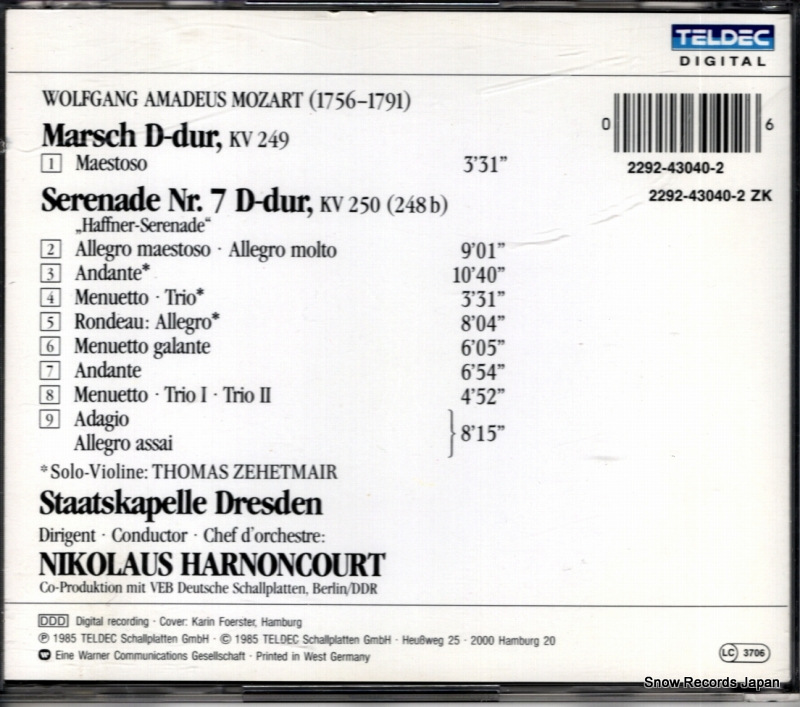 TELDEC
DIGITAL
WOLFGANG AMADEUS MOZART (1756–1791)
Marsch D-dur, KV 249
1 Maestoso 3'31”
0 6
2292-43040-2
2292-43040-2 ZK
Serenade Nr. 7 D-dur, KV 250 (248 b)
„Haffner-Serenade“
2 Allegro maestoso · Allegro molto 9'01”
3 Andante* 10'40”
4 Menuetto · Trio* 3'31”
5 Rondeau: Allegro* 8'04”
6 Menuetto galante 6'05”
7 Andante 6'54”
8 Menuetto · Trio I · Trio II 4'52”
9 Adagio
Allegro assai } 8'15”
*Solo-Violine: THOMAS ZEHETMAIR
Staatskapelle Dresden
Dirigent · Conductor · Chef d'orchestre:
NIKOLAUS HARNONCOURT
Co-Produktion mit VEB Deutsche Schallplatten, Berlin/DDR
DDD Digital recording · Cover: Karin Foerster, Hamburg
℗ 1985 TELDEC Schallplatten GmbH · © 1985 TELDEC Schallplatten GmbH · Heußweg 25 · 2000 Hamburg 20
Eine Warner Communications Gesellschaft · Printed in West Germany
LC 3706
Snow Records Japan